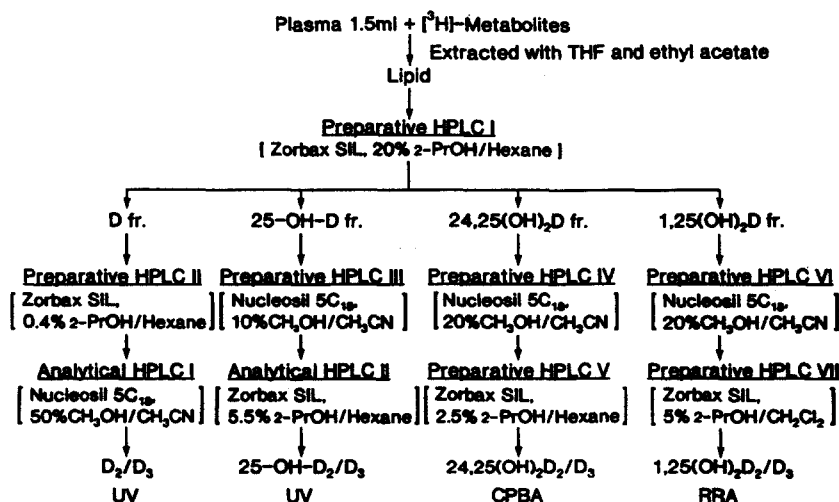 Plasma 1.5ml + [³H]-Metabolites
Extracted with THF and ethyl acetate
Lipid
Preparative HPLC I
[ Zorbax SIL, 20% 2-PrOH/Hexane ]
D fr. 25-OH-D fr. 24,25(OH)₂D fr. 1,25(OH)₂D fr.
Preparative HPLC II Preparative HPLC III Preparative HPLC IV Preparative HPLC VI
[ Zorbax SIL, [ Nucleosil 5C₁₈, [ Nucleosil 5C₁₈, [ Nucleosil 5C₁₈,
0.4% 2-PrOH/Hexane ] 10%CH₃OH/CH₃CN ] 20%CH₃OH/CH₃CN ] 20%CH₃OH/CH₃CN ]
Analytical HPLC I Analytical HPLC II Preparative HPLC V Preparative HPLC VII
[ Nucleosil 5C₁₈, [ Zorbax SIL, [ Zorbax SIL, [ Zorbax SIL,
50%CH₃OH/CH₃CN ] 5.5% 2-PrOH/Hexane ] 2.5% 2-PrOH/Hexane ] 5% 2-PrOH/CH₂Cl₂ ]
D₂/D₃ 25-OH-D₂/D₃ 24,25(OH)₂D₂/D₃ 1,25(OH)₂D₂/D₃
UV UV CPBA RRA